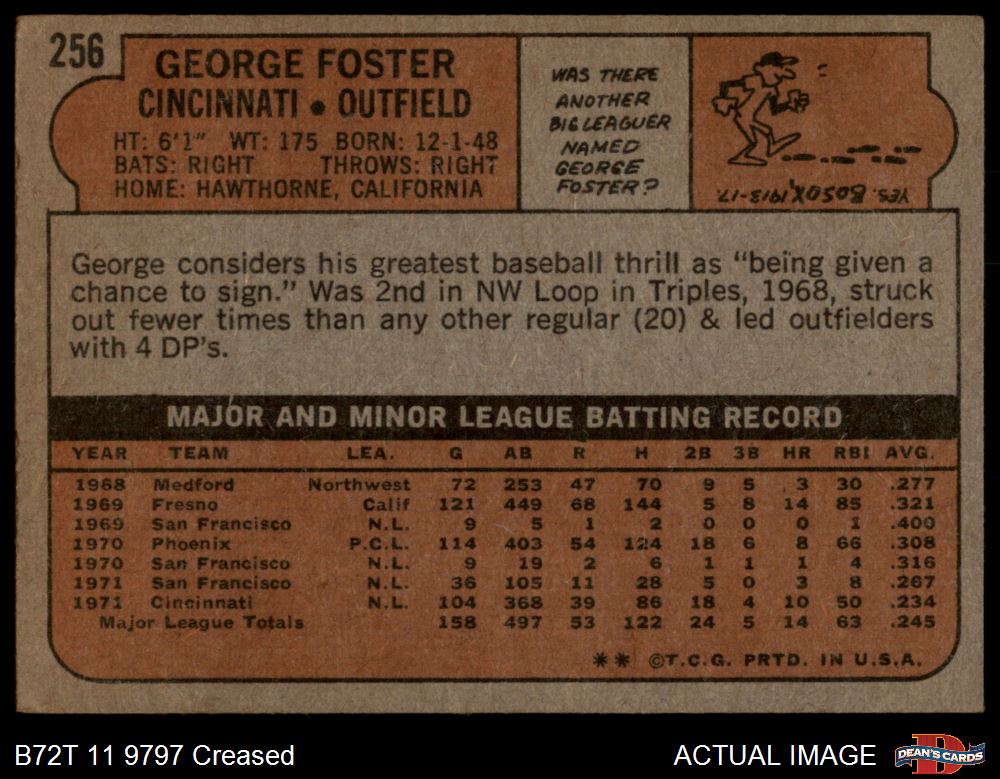 256
GEORGE FOSTER
CINCINNATI • OUTFIELD
HT: 6'1" WT: 175 BORN: 12-1-48
BATS: RIGHT THROWS: RIGHT
HOME: HAWTHORNE, CALIFORNIA
WAS THERE
ANOTHER
BIG LEAGUER
NAMED
GEORGE
FOSTER?
YES. BOSOX, 1913-17.
George considers his greatest baseball thrill as "being given a
chance to sign." Was 2nd in NW Loop in Triples, 1968, struck
out fewer times than any other regular (20) & led outfielders
with 4 DP's.
MAJOR AND MINOR LEAGUE BATTING RECORD
YEAR TEAM LEA. G AB R H 2B 3B HR RBI AVG.
1968 Medford Northwest 72 253 47 70 9 5 3 30 .277
1969 Fresno Calif 121 449 68 144 5 8 14 85 .321
1969 San Francisco N.L. 9 5 1 2 0 0 0 1 .400
1970 Phoenix P.C.L. 114 403 54 124 18 6 8 66 .308
1970 San Francisco N.L. 9 19 2 6 1 1 1 4 .316
1971 San Francisco N.L. 36 105 11 28 5 0 3 8 .267
1971 Cincinnati N.L. 104 368 39 86 18 4 10 50 .234
Major League Totals 158 497 53 122 24 5 14 63 .245
** ©T.C.G. PRTD. IN U.S.A.
B72T 11 9797 Creased
ACTUAL IMAGE
DEAN'S CARDS